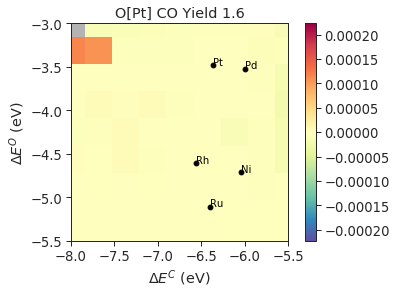 O[Pt] CO Yield 1.6
−3.0
−3.5
−4.0
−4.5
−5.0
−5.5
ΔE^O (eV)
Pt
Pd
Rh
Ni
Ru
−8.0 −7.5 −7.0 −6.5 −6.0 −5.5
ΔE^C (eV)
0.00020
0.00015
0.00010
0.00005
0.00000
−0.00005
−0.00010
−0.00015
−0.00020